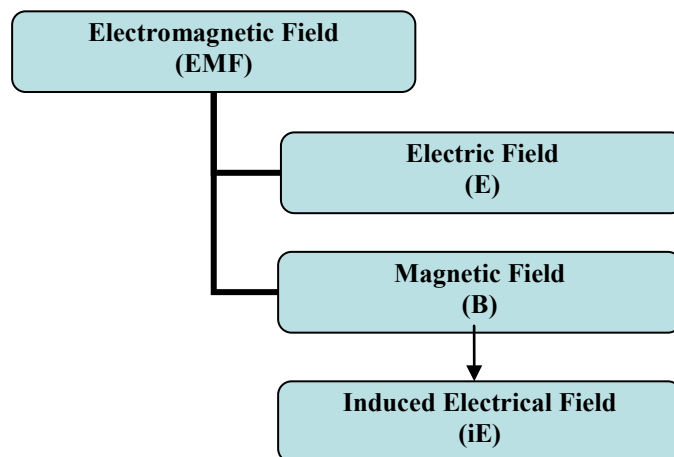 Electromagnetic Field
(EMF)
Electric Field
(E)
Magnetic Field
(B)
Induced Electrical Field
(iE)